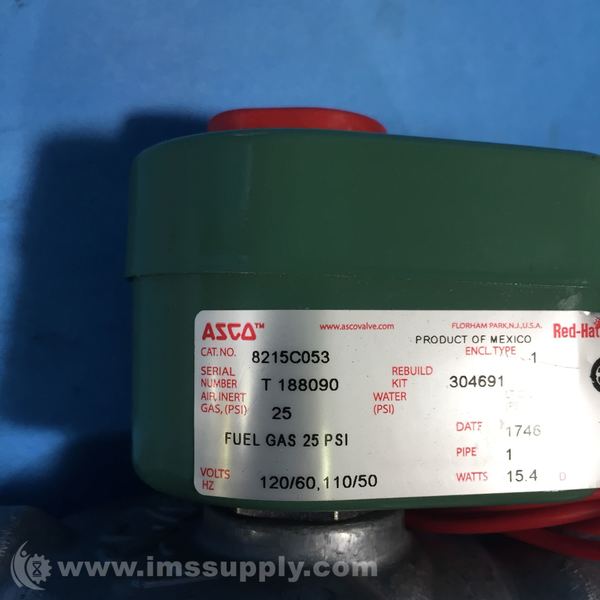 ASCO™ www.ascovalve.com FLORHAM PARK, N.J., U.S.A. Red-Hat
PRODUCT OF MEXICO
CAT. NO. 8215C053 ENCL. TYPE 1
SERIAL NUMBER T 188090 REBUILD KIT 304691
AIR, INERT GAS, (PSI) 25 WATER (PSI)
FUEL GAS 25 PSI DATE 1746
PIPE 1
VOLTS HZ 120/60,110/50 WATTS 15.4 0
© www.imssupply.com